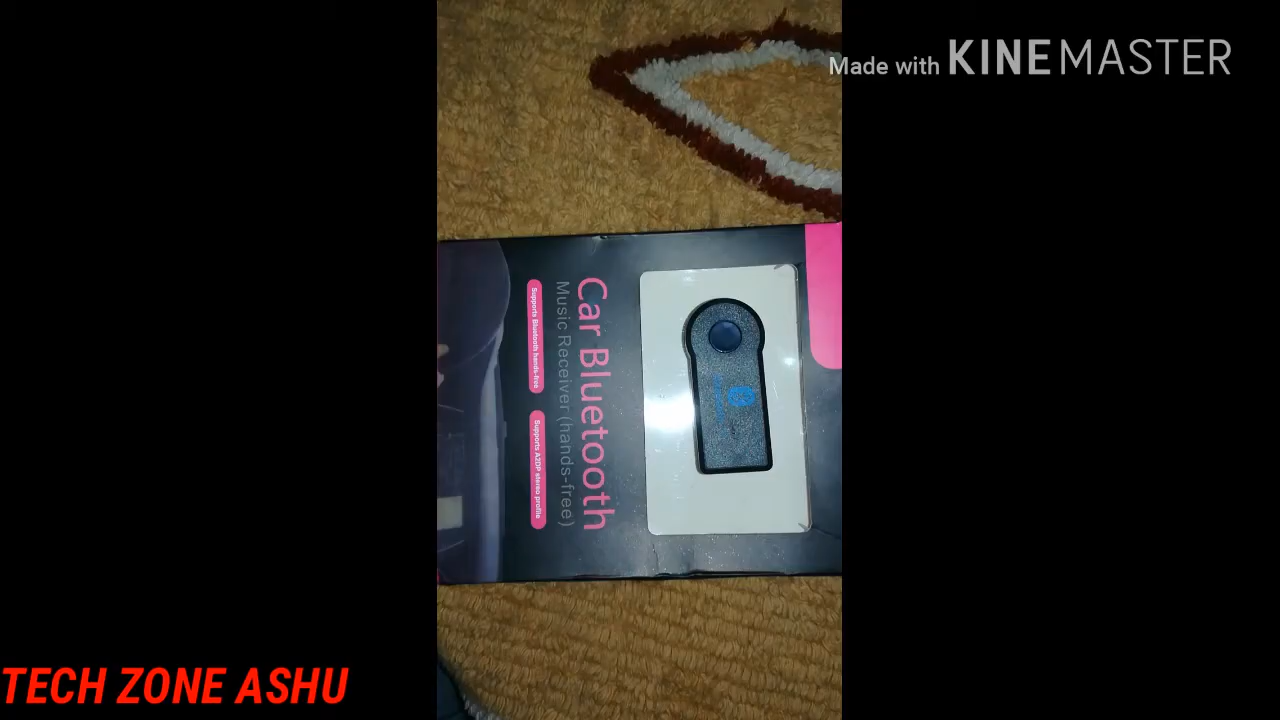 Made with KINEMASTER
Car Bluetooth
Music Receiver (hands-free)
Supports Bluetooth hands-free
Supports A2DP stereo profile
TECH ZONE ASHU